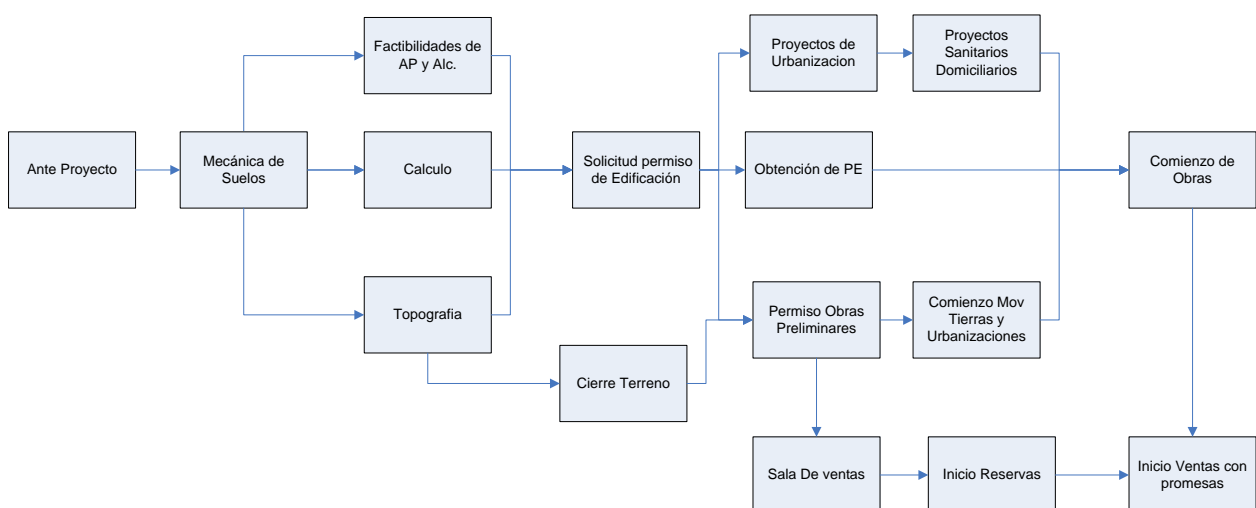 Ante Proyecto
Mecánica de
Suelos
Factibilidades de
AP y Alc.
Calculo
Topografia
Cierre Terreno
Solicitud permiso
de Edificación
Proyectos de
Urbanizacion
Proyectos
Sanitarios
Domiciliarios
Obtención de PE
Permiso Obras
Preliminares
Comienzo Mov
Tierras y
Urbanizaciones
Comienzo de
Obras
Sala De ventas
Inicio Reservas
Inicio Ventas con
promesas